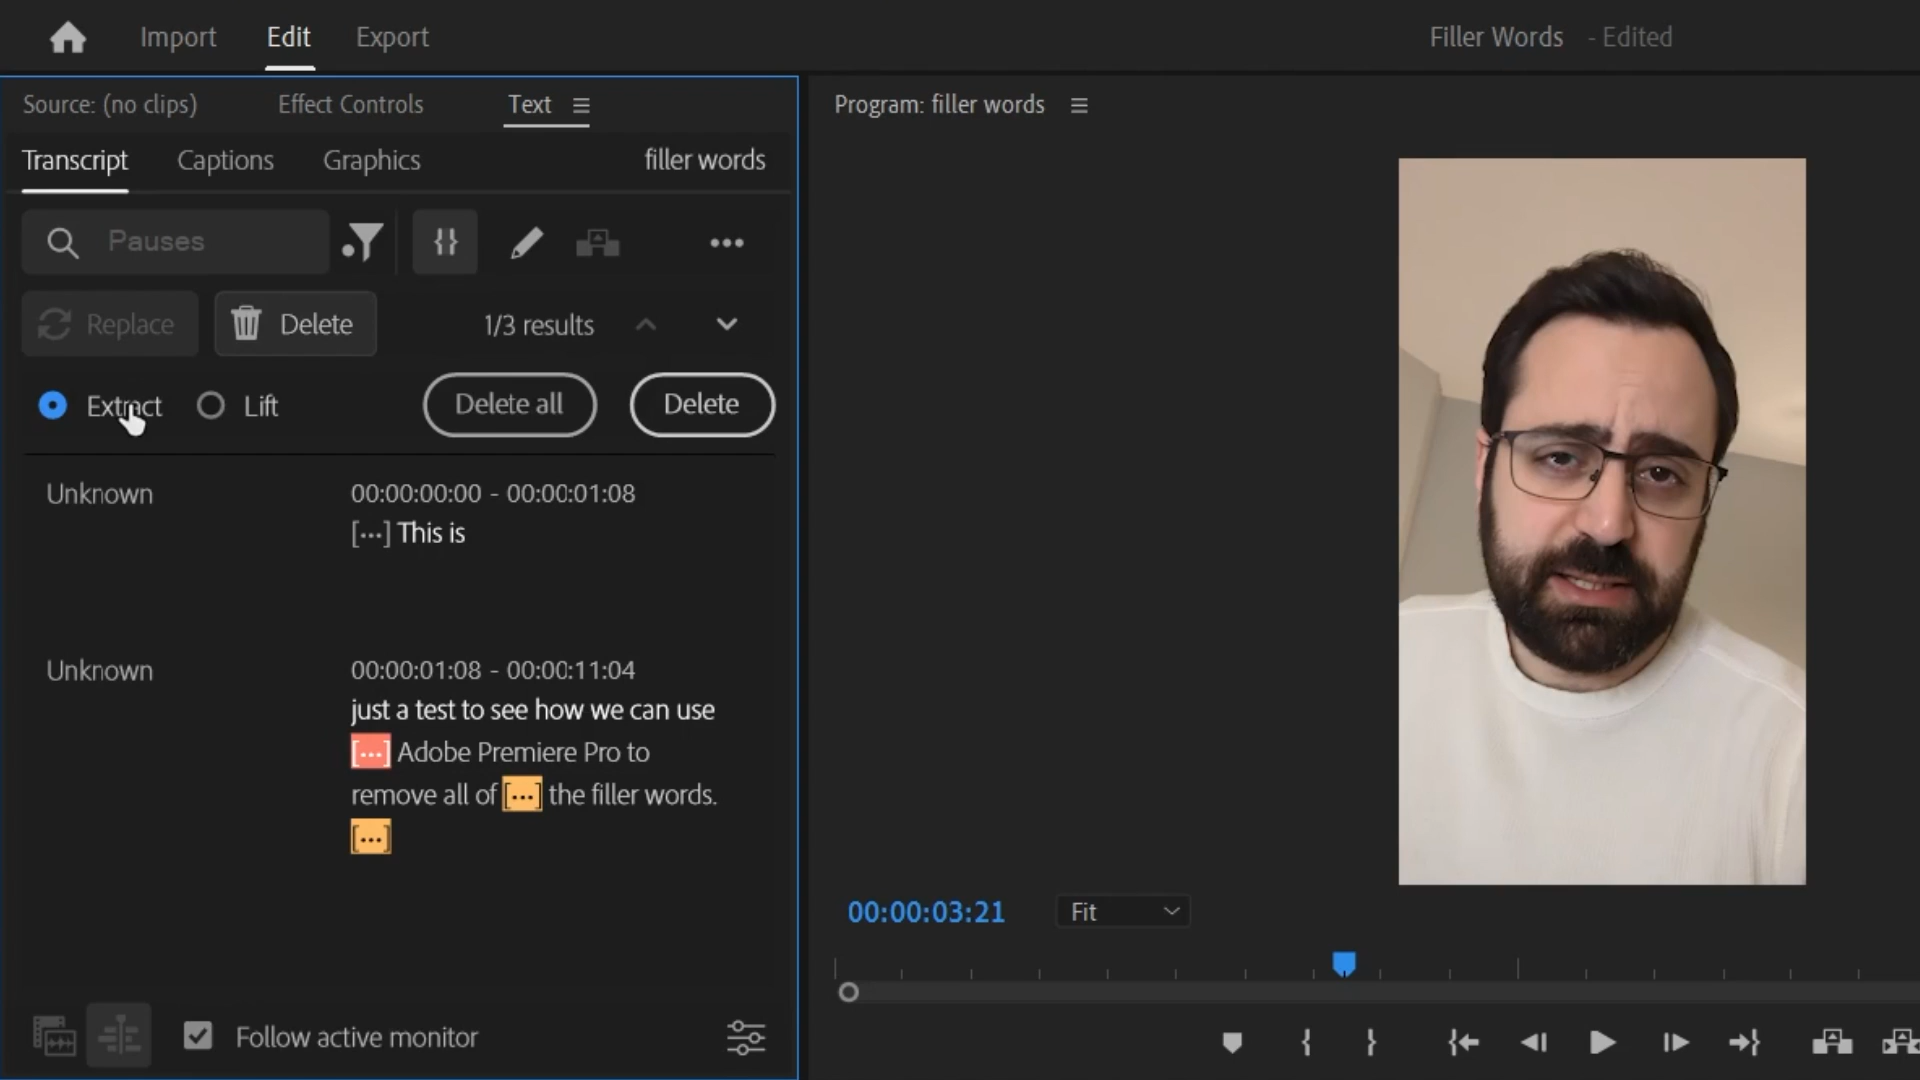 Import Edit Export
Filler Words - Edited
Source: (no clips) Effect Controls Text
Program: filler words
Transcript Captions Graphics filler words
Pauses
Replace Delete 1/3 results
Extract Lift Delete all Delete
Unknown 00:00:00:00 - 00:00:01:08
[...] This is
Unknown 00:00:01:08 - 00:00:11:04
just a test to see how we can use
[...] Adobe Premiere Pro to
remove all of [...] the filler words.
[...]
00:00:03:21 Fit
Follow active monitor